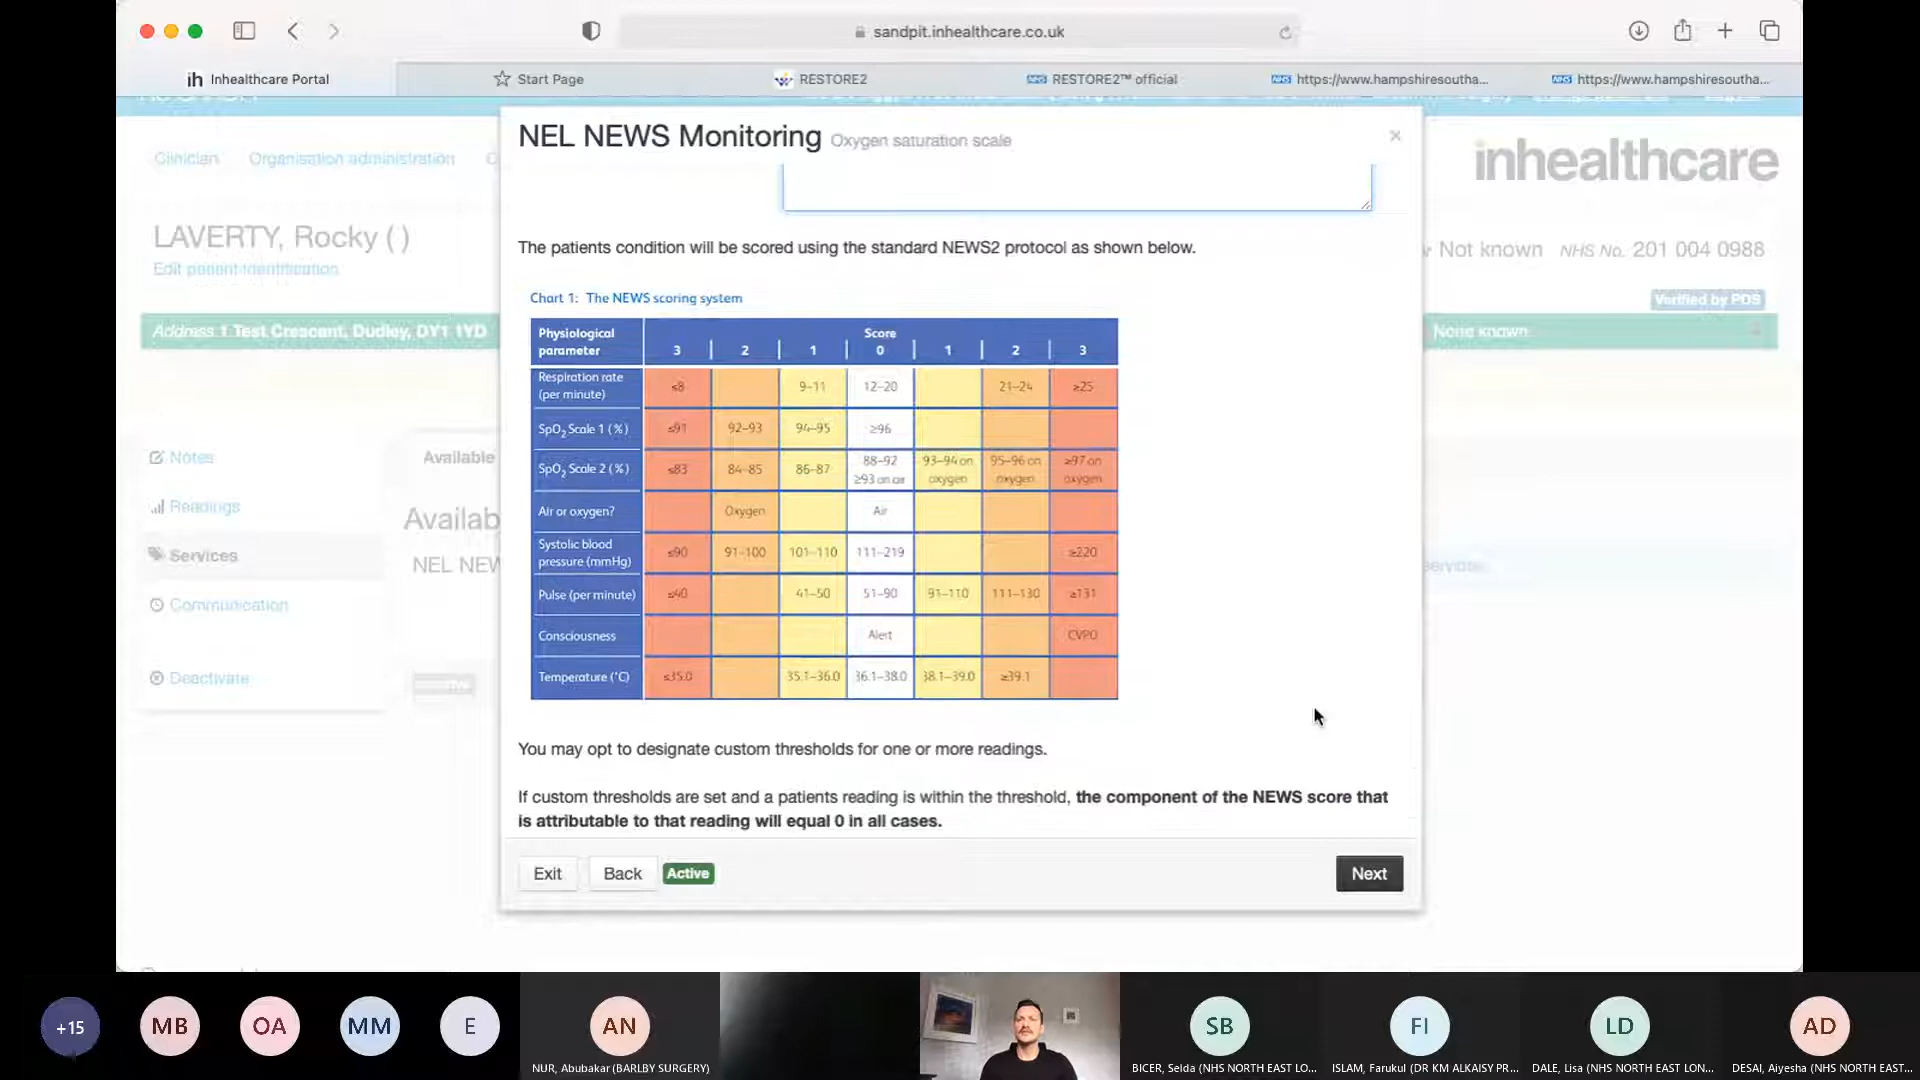 sandpit.inhealthcare.co.uk
ih Inhealthcare Portal
Start Page
RESTORE2
NHS RESTORE2™ official
NHS https://www.hampshiresoutha...
NHS https://www.hampshiresoutha...
NEL NEWS Monitoring Oxygen saturation scale
×
Clinician Organisation administration
inhealthcare
LAVERTY, Rocky ( )
Edit patient identification
Not known NHS No. 201 004 0988
Verified by PDS
Address 1 Test Crescent, Dudley, DY1 1YD
None known
Notes
Readings
Services
Communication
Deactivate
Available
Availab
NEL NEW
The patients condition will be scored using the standard NEWS2 protocol as shown below.
Chart 1: The NEWS scoring system
Physiological parameter
Score
3 2 1 0 1 2 3
Respiration rate (per minute) ≤8 9–11 12–20 21–24 ≥25
SpO2 Scale 1 (%) ≤91 92–93 94–95 ≥96
SpO2 Scale 2 (%) ≤83 84–85 86–87 88–92 ≥93 on air 93–94 on oxygen 95–96 on oxygen ≥97 on oxygen
Air or oxygen? Oxygen Air
Systolic blood pressure (mmHg) ≤90 91–100 101–110 111–219 ≥220
Pulse (per minute) ≤40 41–50 51–90 91–110 111–130 ≥131
Consciousness Alert CVPU
Temperature (°C) ≤35.0 35.1–36.0 36.1–38.0 38.1–39.0 ≥39.1
You may opt to designate custom thresholds for one or more readings.
If custom thresholds are set and a patients reading is within the threshold, the component of the NEWS score that
is attributable to that reading will equal 0 in all cases.
Exit Back Active Next
+15 MB OA MM E AN SB FI LD AD
NUR, Abubakar (BARLBY SURGERY)
BICER, Selda (NHS NORTH EAST LO...
ISLAM, Farukul (DR KM ALKAISY PR...
DALE, Lisa (NHS NORTH EAST LON...
DESAI, Aiyesha (NHS NORTH EAST...